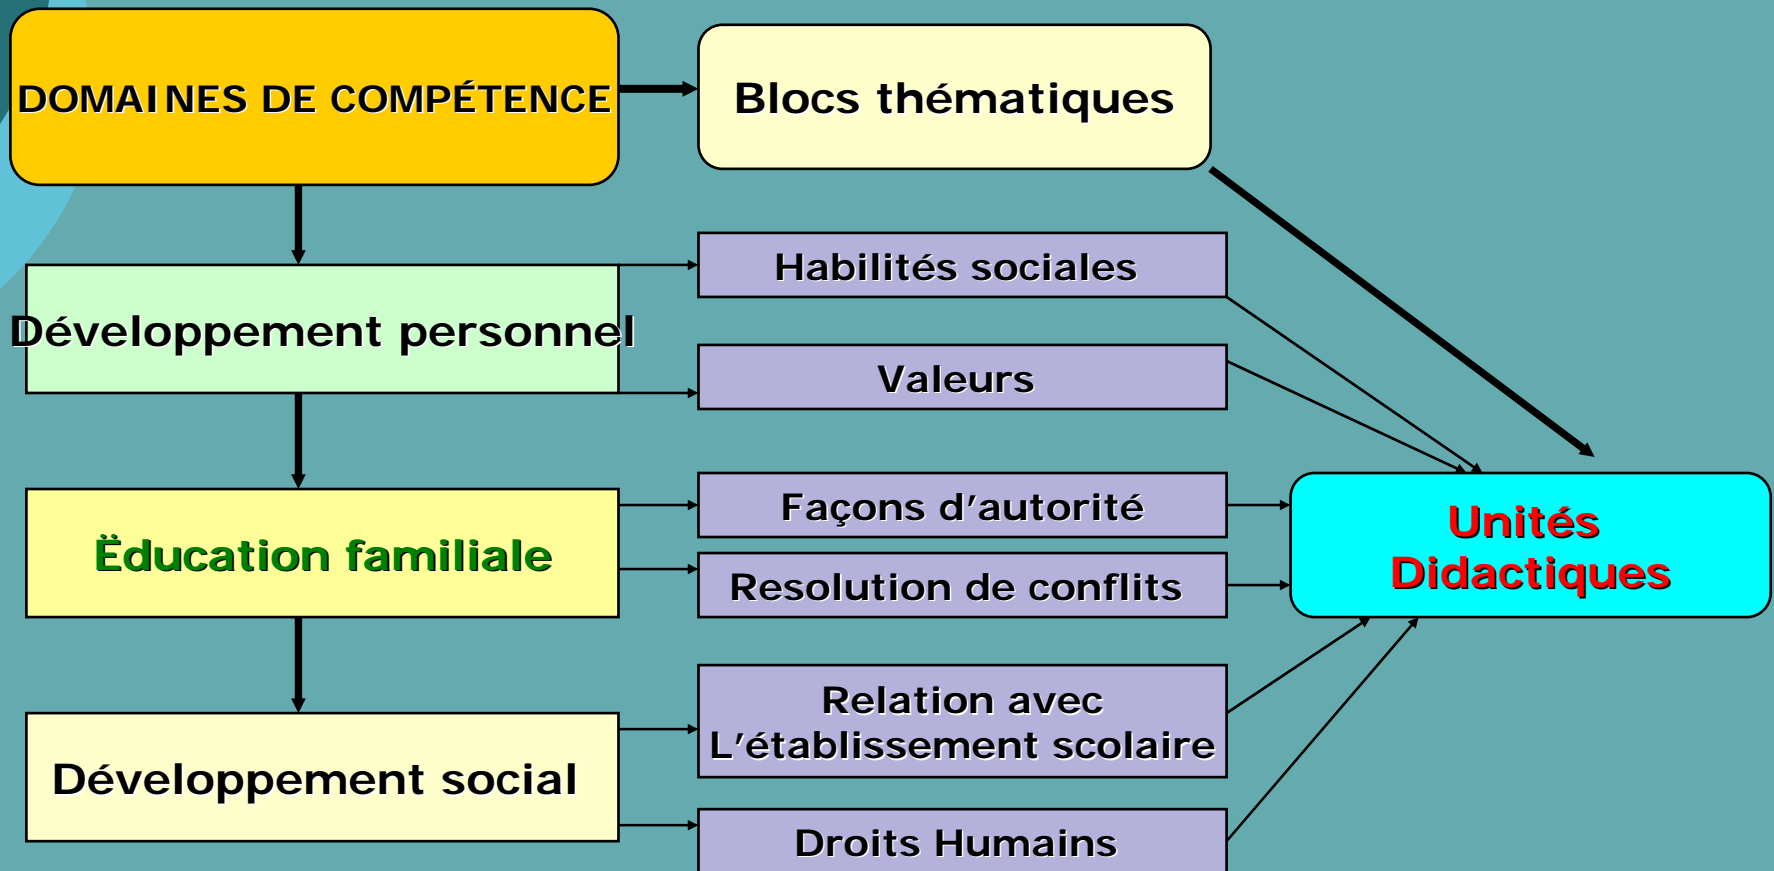 DOMAINES DE COMPÉTENCE
Blocs thématiques
Développement personnel
Habilités sociales
Valeurs
Ëducation familiale
Façons d’autorité
Resolution de conflits
Unités
Didactiques
Développement social
Relation avec
L’établissement scolaire
Droits Humains